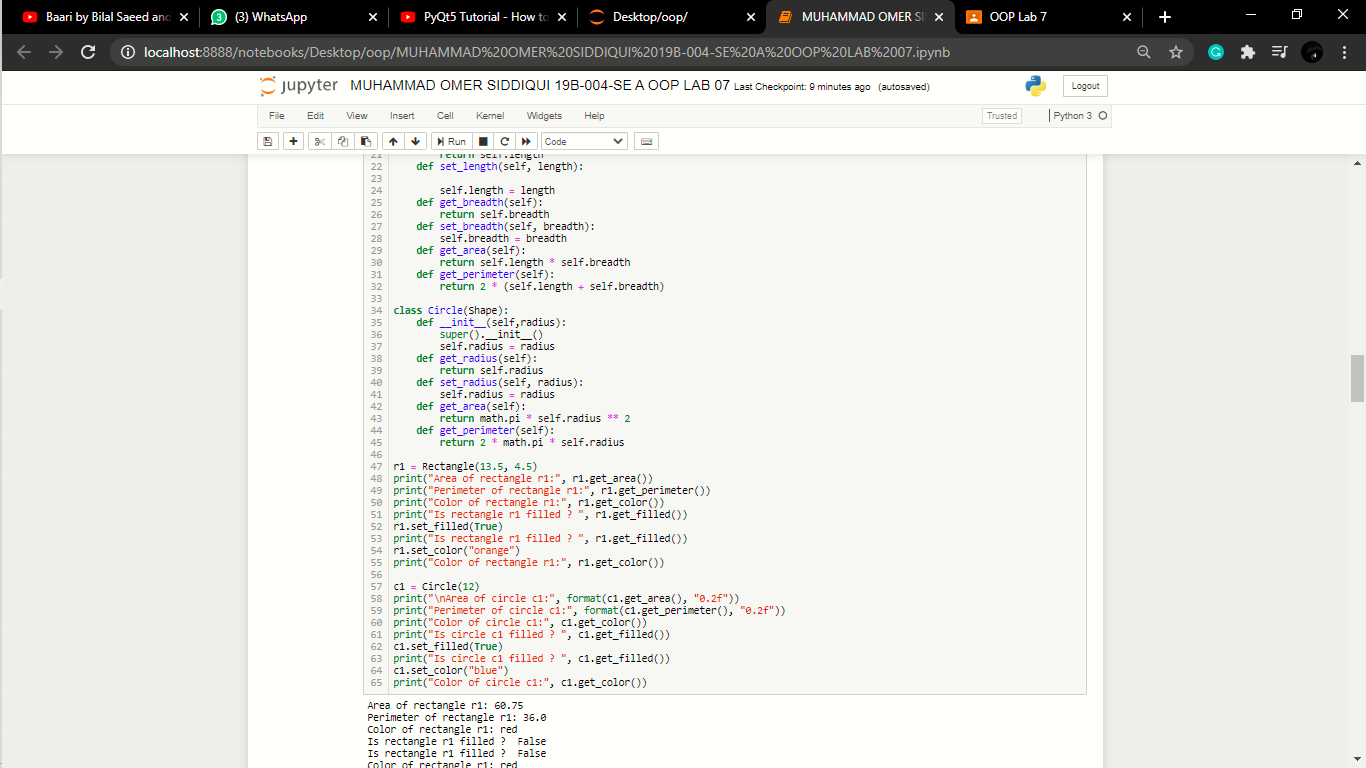 Baari by Bilal Saeed and
(3) WhatsApp
PyQt5 Tutorial - How to
Desktop/oop/
MUHAMMAD OMER SI
OOP Lab 7
localhost:8888/notebooks/Desktop/oop/MUHAMMAD%20OMER%20SIDDIQUI%2019B-004-SE%20A%20OOP%20LAB%2007.ipynb
jupyter MUHAMMAD OMER SIDDIQUI 19B-004-SE A OOP LAB 07 Last Checkpoint: 9 minutes ago (autosaved) Logout
File Edit View Insert Cell Kernel Widgets Help Trusted Python 3
Run Code
21 return self.length
22 def set_length(self, length):
23
24 self.length = length
25 def get_breadth(self):
26 return self.breadth
27 def set_breadth(self, breadth):
28 self.breadth = breadth
29 def get_area(self):
30 return self.length * self.breadth
31 def get_perimeter(self):
32 return 2 * (self.length + self.breadth)
33
34 class Circle(Shape):
35 def __init__(self,radius):
36 super().__init__()
37 self.radius = radius
38 def get_radius(self):
39 return self.radius
40 def set_radius(self, radius):
41 self.radius = radius
42 def get_area(self):
43 return math.pi * self.radius ** 2
44 def get_perimeter(self):
45 return 2 * math.pi * self.radius
46
47 r1 = Rectangle(13.5, 4.5)
48 print("Area of rectangle r1:", r1.get_area())
49 print("Perimeter of rectangle r1:", r1.get_perimeter())
50 print("Color of rectangle r1:", r1.get_color())
51 print("Is rectangle r1 filled ? ", r1.get_filled())
52 r1.set_filled(True)
53 print("Is rectangle r1 filled ? ", r1.get_filled())
54 r1.set_color("orange")
55 print("Color of rectangle r1:", r1.get_color())
56
57 c1 = Circle(12)
58 print("\nArea of circle c1:", format(c1.get_area(), "0.2f"))
59 print("Perimeter of circle c1:", format(c1.get_perimeter(), "0.2f"))
60 print("Color of circle c1:", c1.get_color())
61 print("Is circle c1 filled ? ", c1.get_filled())
62 c1.set_filled(True)
63 print("Is circle c1 filled ? ", c1.get_filled())
64 c1.set_color("blue")
65 print("Color of circle c1:", c1.get_color())
Area of rectangle r1: 60.75
Perimeter of rectangle r1: 36.0
Color of rectangle r1: red
Is rectangle r1 filled ?  False
Is rectangle r1 filled ?  False
Color of rectangle r1: red